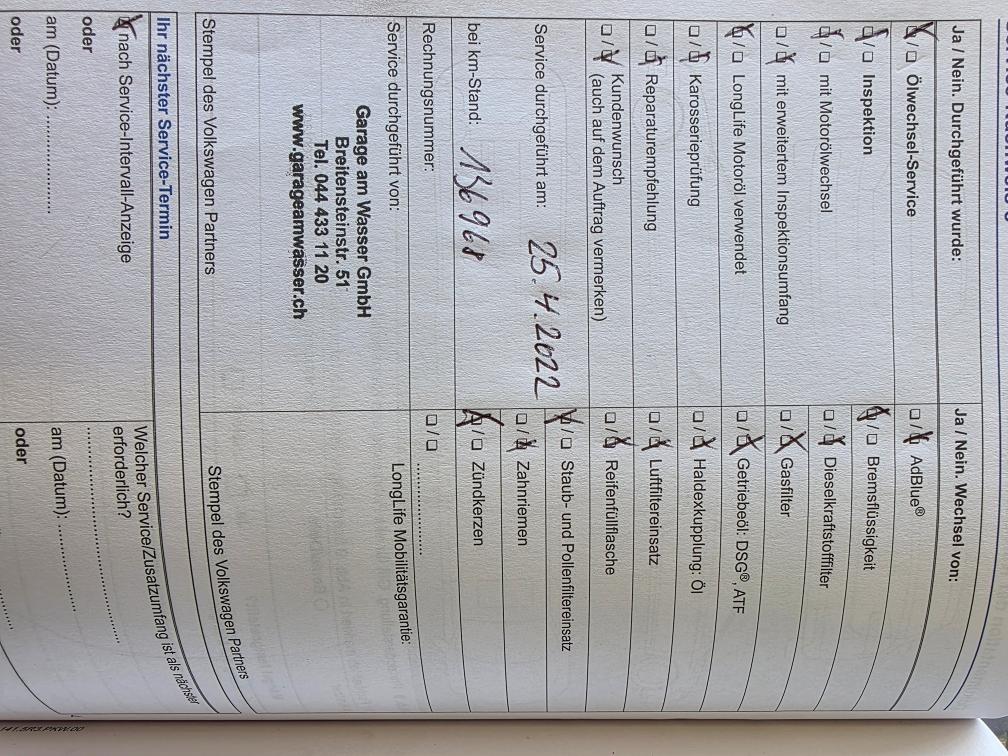 Ja / Nein. Durchgeführt wurde:
☒ / ☐ Ölwechsel-Service
☒ / ☐ Inspektion
☒ / ☐ mit Motorölwechsel
☐ / ☒ mit erweitertem Inspektionsumfang
☒ / ☐ LongLife Motoröl verwendet
☐ / ☒ Karosserieprüfung
☐ / ☒ Reparaturempfehlung
☐ / ☒ Kundenwunsch
(auch auf dem Auftrag vermerken)
Service durchgeführt am: 25.4.2022
bei km-Stand: 136968
Rechnungsnummer:
Service durchgeführt von:
Garage am Wasser GmbH
Breitensteinstr. 51
Tel. 044 433 11 20
www.garageamwasser.ch
Stempel des Volkswagen Partners
Ja / Nein. Wechsel von:
☐ / ☒ AdBlue®
☒ / ☐ Bremsflüssigkeit
☐ / ☒ Dieselkraftstofffilter
☐ / ☒ Gasfilter
☐ / ☒ Getriebeöl: DSG®, ATF
☐ / ☒ Haldexkupplung: Öl
☐ / ☒ Luftfiltereinsatz
☐ / ☒ Reifenfüllflasche
☒ / ☐ Staub- und Pollenfiltereinsatz
☐ / ☒ Zahnriemen
☒ / ☐ Zündkerzen
☐ / ☐ ....................
LongLife Mobilitätsgarantie:
Stempel des Volkswagen Partners
Ihr nächster Service-Termin
☒ nach Service-Intervall-Anzeige
oder
am (Datum): ....................
oder
Welcher Service/Zusatzumfang ist als nächster
erforderlich?
........................................
am (Datum): ....................
oder